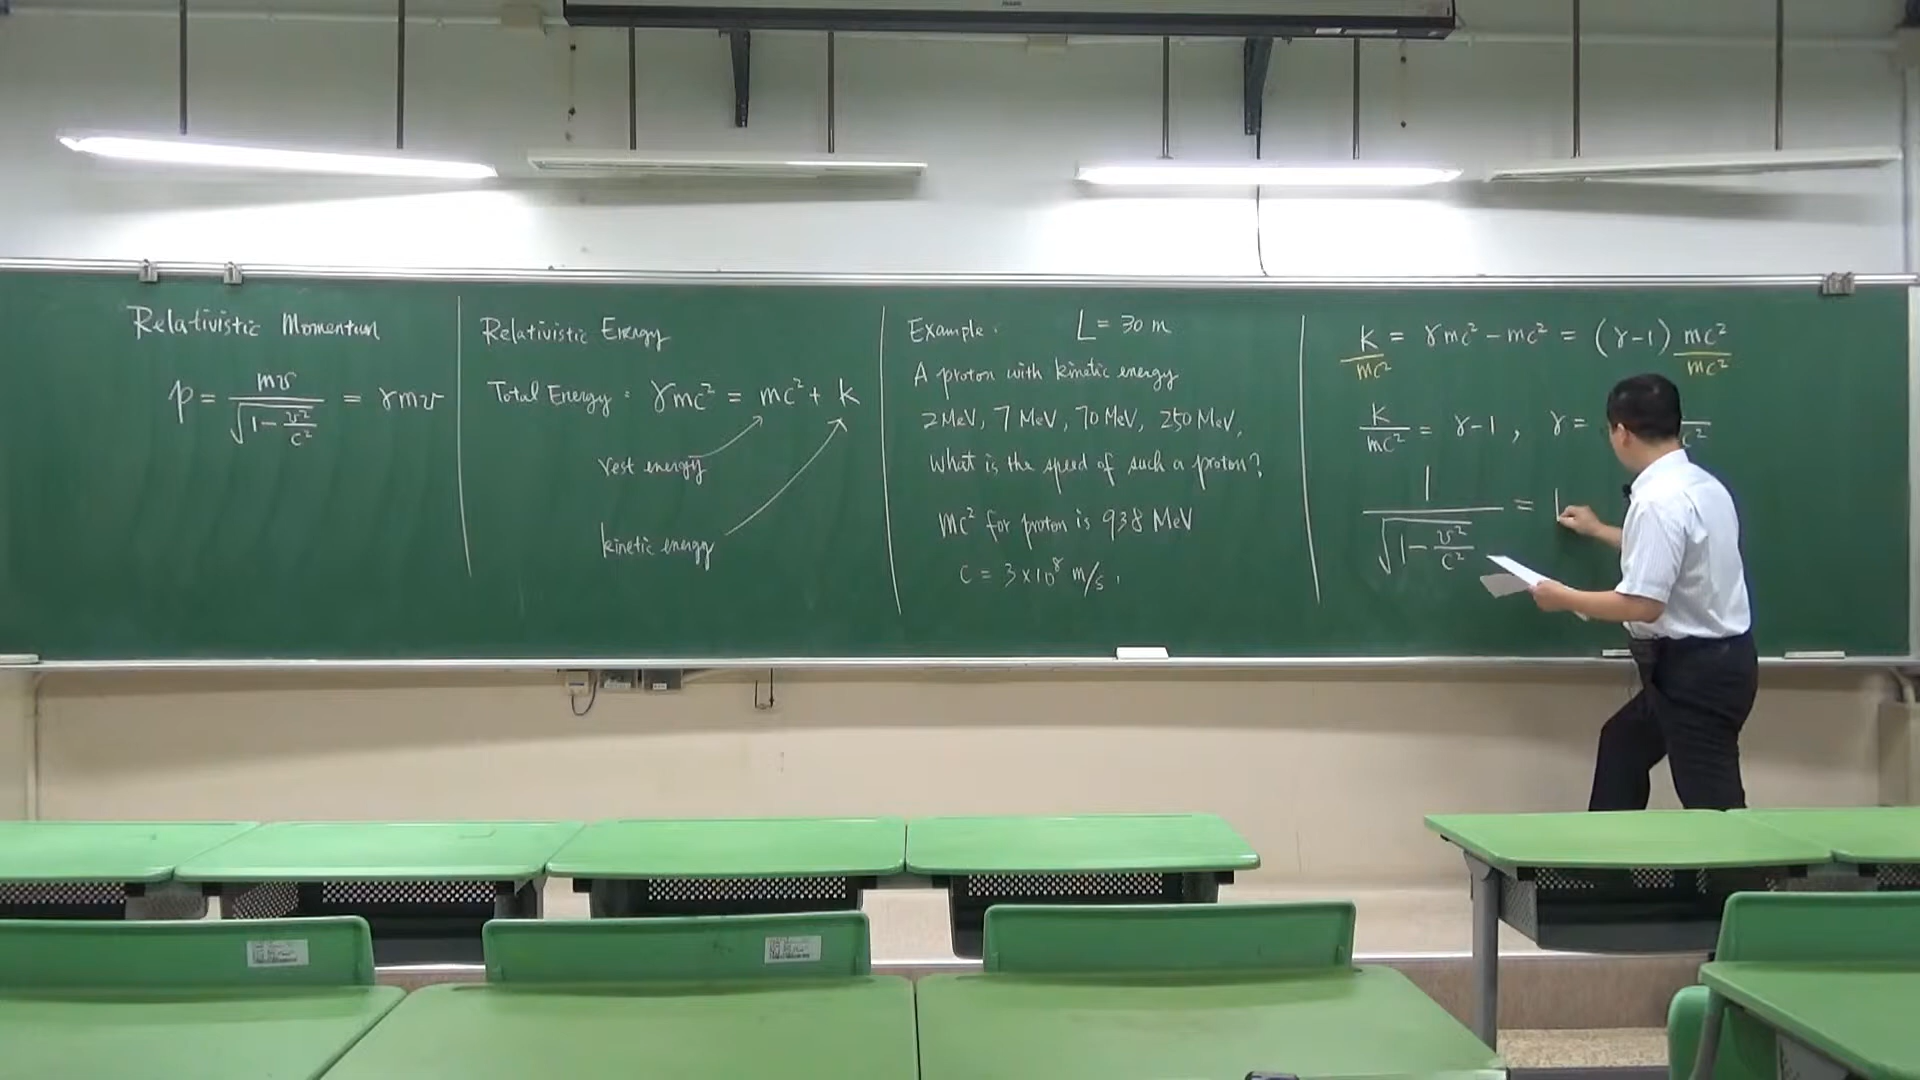 Relativistic Momentum
p = mv / √(1 - v²/c²) = γmv
Relativistic Energy
Total Energy : γmc² = mc² + k
rest energy
kinetic energy
Example : L = 30 m
A proton with kinetic energy
2 MeV, 7 MeV, 70 MeV, 250 MeV.
What is the speed of such a proton?
mc² for proton is 938 MeV
c = 3×10⁸ m/s.
K / mc² = γmc² - mc² = (γ-1) mc² / mc²
K / mc² = γ-1 , γ = c²
1 / √(1 - v²/c²) =